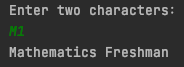 Enter two characters:
M1
Mathematics Freshman